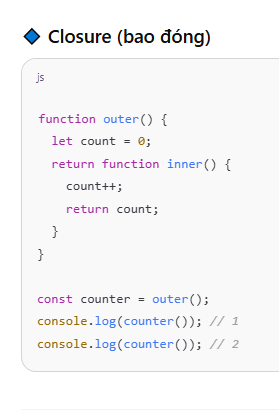 Closure (bao đóng)
js
function outer() {
  let count = 0;
  return function inner() {
    count++;
    return count;
  }
}
const counter = outer();
console.log(counter()); // 1
console.log(counter()); // 2